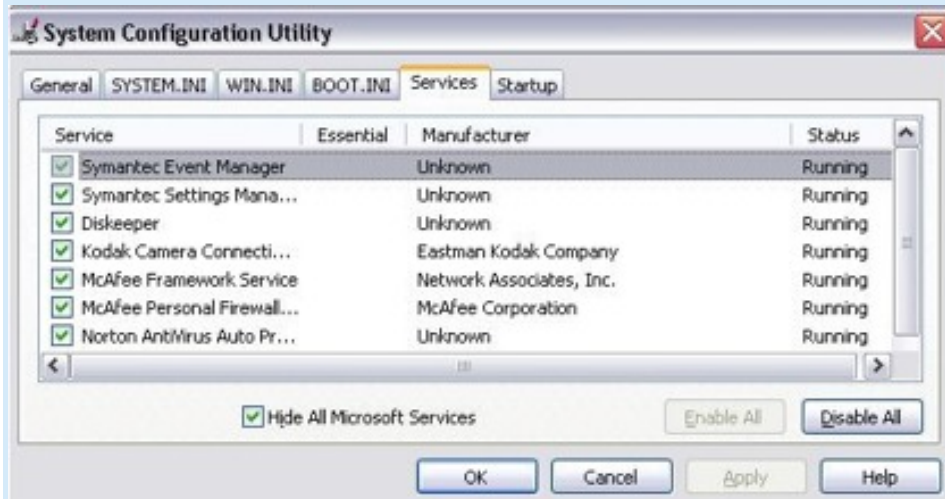 System Configuration Utility
General SYSTEM.INI WIN.INI BOOT.INI Services Startup
Service Essential Manufacturer Status
Symantec Event Manager Unknown Running
Symantec Settings Mana... Unknown Running
Diskeeper Unknown Running
Kodak Camera Connecti... Eastman Kodak Company Running
McAfee Framework Service Network Associates, Inc. Running
McAfee Personal Firewall... McAfee Corporation Running
Norton AntiVirus Auto Pr... Unknown Running
Hide All Microsoft Services Enable All Disable All
OK Cancel Apply Help